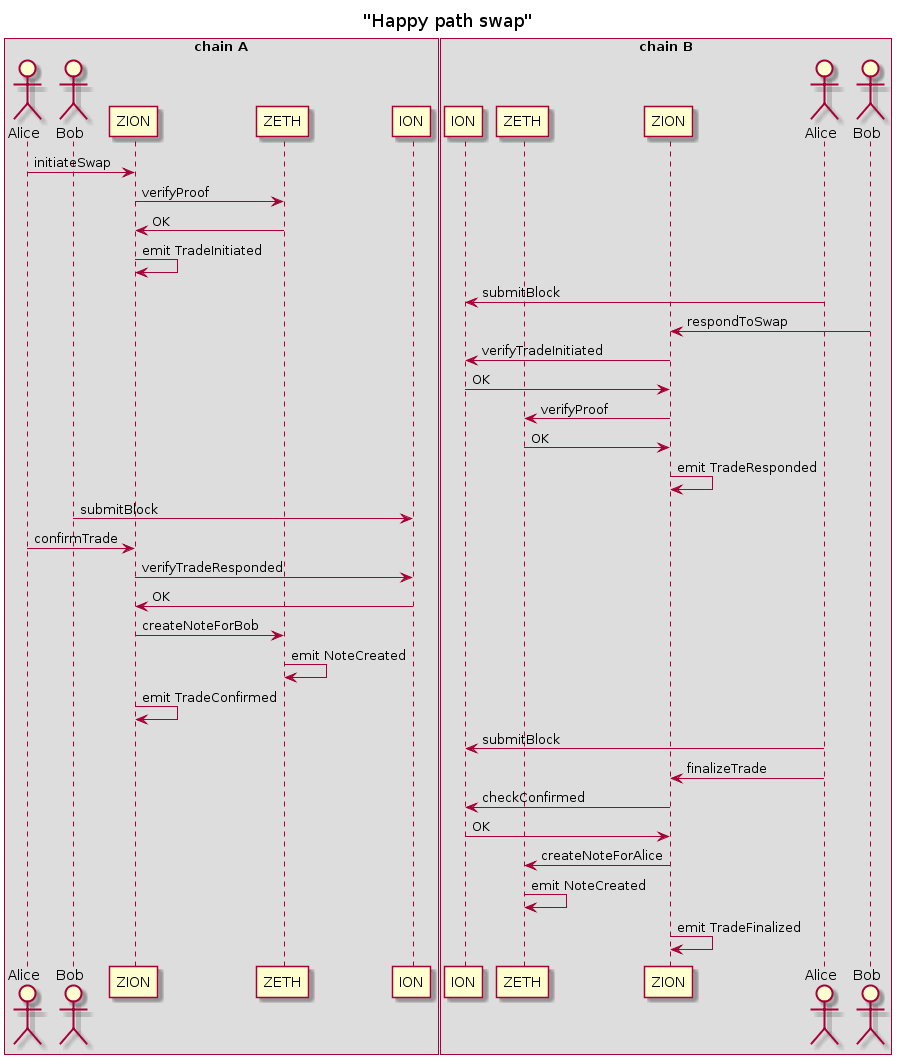 "Happy path swap"
chain A
chain B
Alice
Bob
ZION
ZETH
ION
ION
ZETH
ZION
Alice
Bob
initiateSwap
verifyProof
OK
emit TradeInitiated
submitBlock
respondToSwap
verifyTradeInitiated
OK
verifyProof
OK
emit TradeResponded
submitBlock
confirmTrade
verifyTradeResponded
OK
createNoteForBob
emit NoteCreated
emit TradeConfirmed
submitBlock
finalizeTrade
checkConfirmed
OK
createNoteForAlice
emit NoteCreated
emit TradeFinalized
Alice
Bob
ZION
ZETH
ION
ION
ZETH
ZION
Alice
Bob